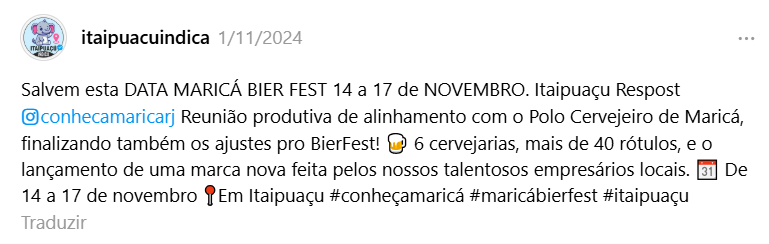 itaipuacuindica 1/11/2024 ...
Salvem esta DATA MARICÁ BIER FEST 14 a 17 de NOVEMBRO. Itaipuaçu Respost
@conhecamaricarj Reunião produtiva de alinhamento com o Polo Cervejeiro de Maricá,
finalizando também os ajustes pro BierFest! 🍺 6 cervejarias, mais de 40 rótulos, e o
lançamento de uma marca nova feita pelos nossos talentosos empresários locais. 🗓 De
14 a 17 de novembro 📍Em Itaipuaçu #conheçamaricá #maricábierfest #itaipuaçu
Traduzir